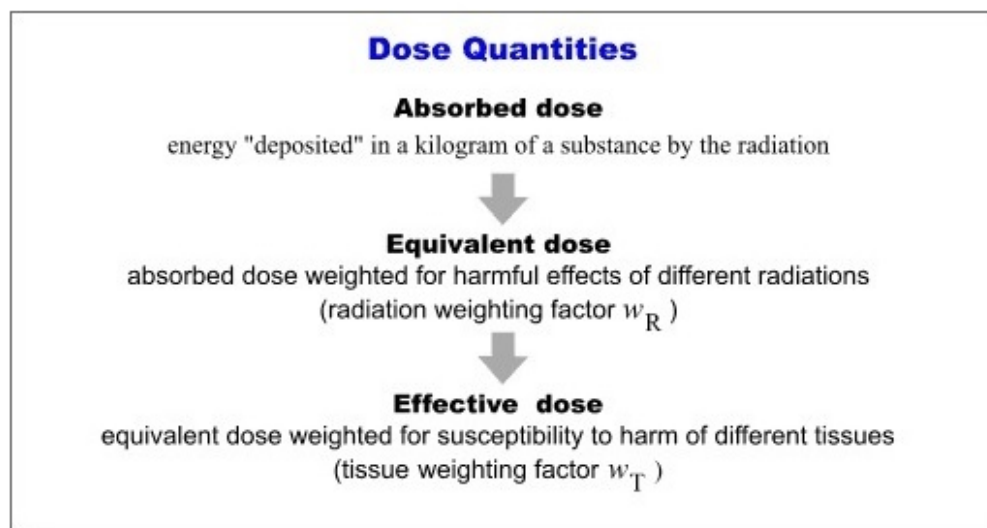 Dose Quantities
Absorbed dose
energy "deposited" in a kilogram of a substance by the radiation
Equivalent dose
absorbed dose weighted for harmful effects of different radiations
(radiation weighting factor w_R )
Effective dose
equivalent dose weighted for susceptibility to harm of different tissues
(tissue weighting factor w_T )